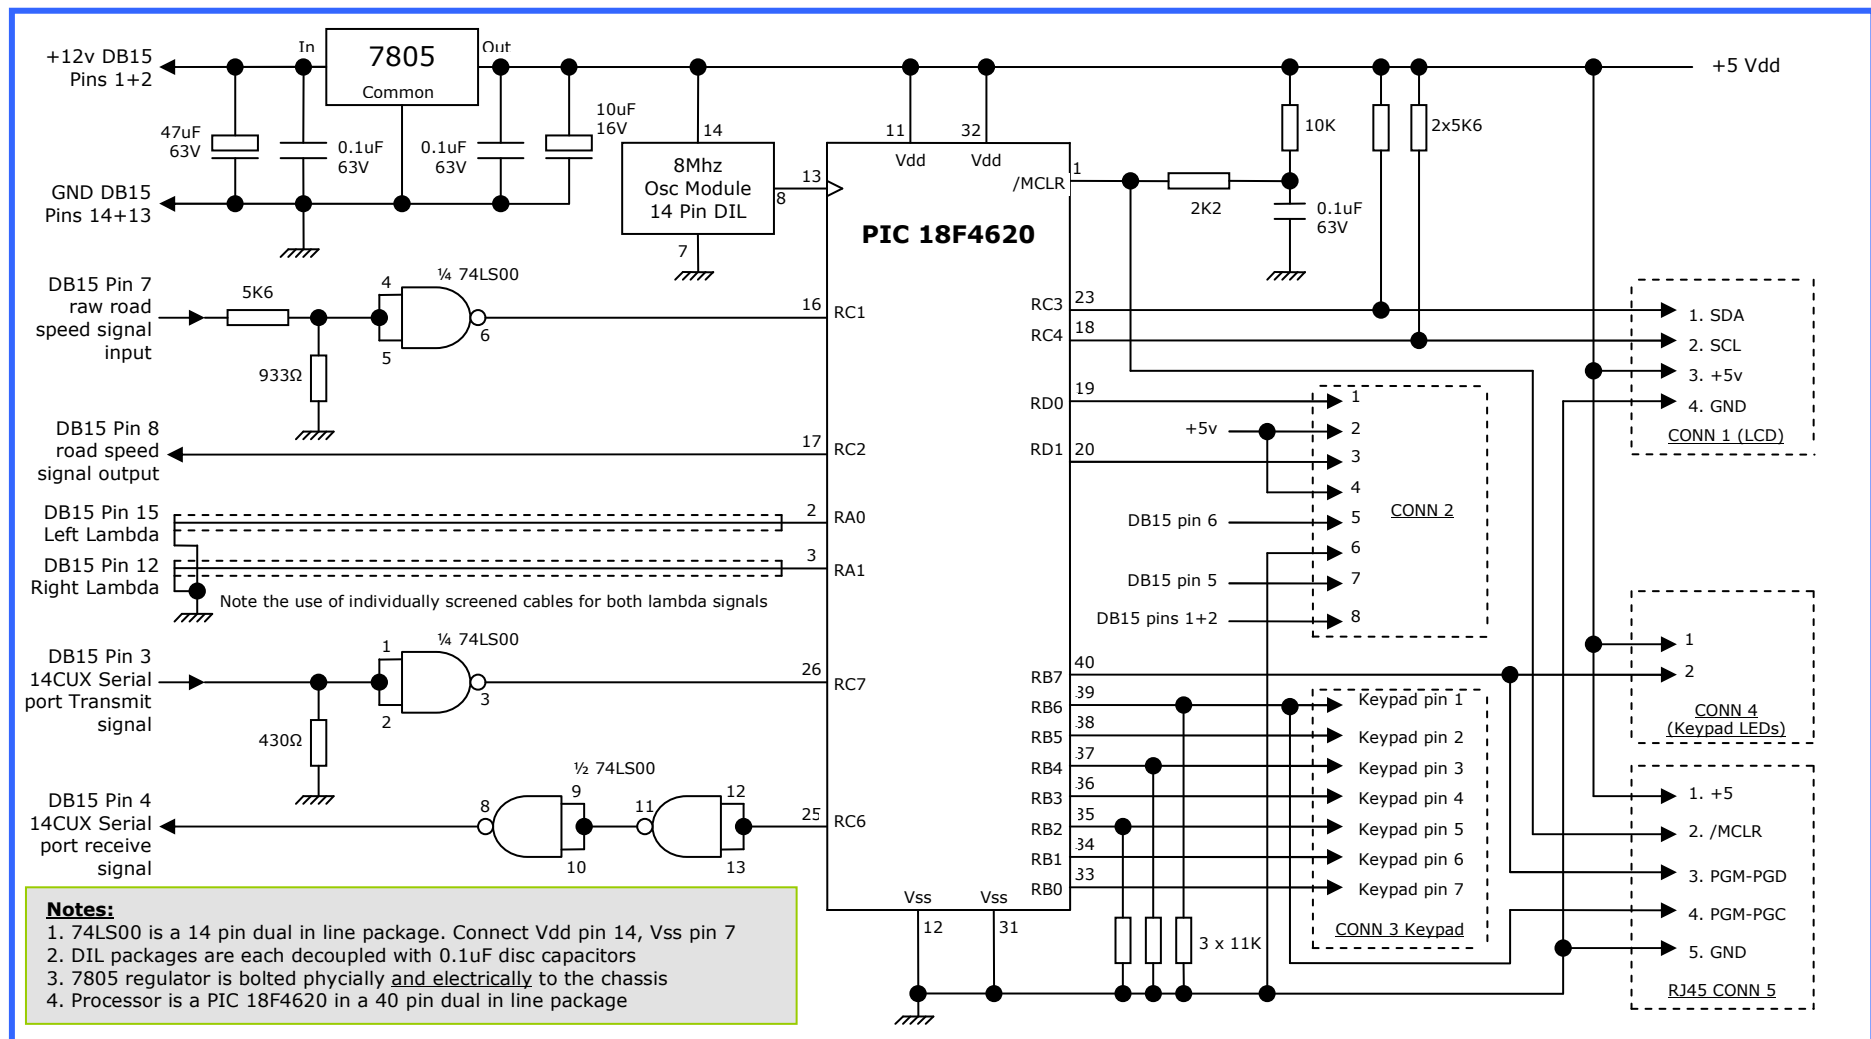 +12v DB15
Pins 1+2
In
7805
Common
Out
+5 Vdd
47uF
63V
0.1uF
63V
0.1uF
63V
10uF
16V
GND DB15
Pins 14+13
14
8Mhz
Osc Module
14 Pin DIL
8
7
13
11
Vdd
32
Vdd
/MCLR
1
PIC 18F4620
2K2
10K
0.1uF
63V
2x5K6
DB15 Pin 7
raw road
speed signal
input
5K6
933Ω
¼ 74LS00
4
5
6
16
RC1
RC3
23
RC4
18
1. SDA
2. SCL
3. +5v
4. GND
CONN 1 (LCD)
DB15 Pin 8
road speed
signal output
17
RC2
RD0
19
RD1
20
+5v
DB15 pin 6
DB15 pin 5
DB15 pins 1+2
1
2
3
4
5
6
7
8
CONN 2
DB15 Pin 15
Left Lambda
2
RA0
DB15 Pin 12
Right Lambda
3
RA1
Note the use of individually screened cables for both lambda signals
DB15 Pin 3
14CUX Serial
port Transmit
signal
430Ω
¼ 74LS00
1
2
3
26
RC7
RB7
40
RB6
39
RB5
38
RB4
37
RB3
36
RB2
35
RB1
34
RB0
33
Keypad pin 1
Keypad pin 2
Keypad pin 3
Keypad pin 4
Keypad pin 5
Keypad pin 6
Keypad pin 7
CONN 3 Keypad
1
2
CONN 4
(Keypad LEDs)
DB15 Pin 4
14CUX Serial
port receive
signal
½ 74LS00
8
9
10
11
12
13
25
RC6
1. +5
2. /MCLR
3. PGM-PGD
4. PGM-PGC
5. GND
RJ45 CONN 5
Vss
12
Vss
31
3 x 11K
Notes:
1. 74LS00 is a 14 pin dual in line package. Connect Vdd pin 14, Vss pin 7
2. DIL packages are each decoupled with 0.1uF disc capacitors
3. 7805 regulator is bolted phycially and electrically to the chassis
4. Processor is a PIC 18F4620 in a 40 pin dual in line package